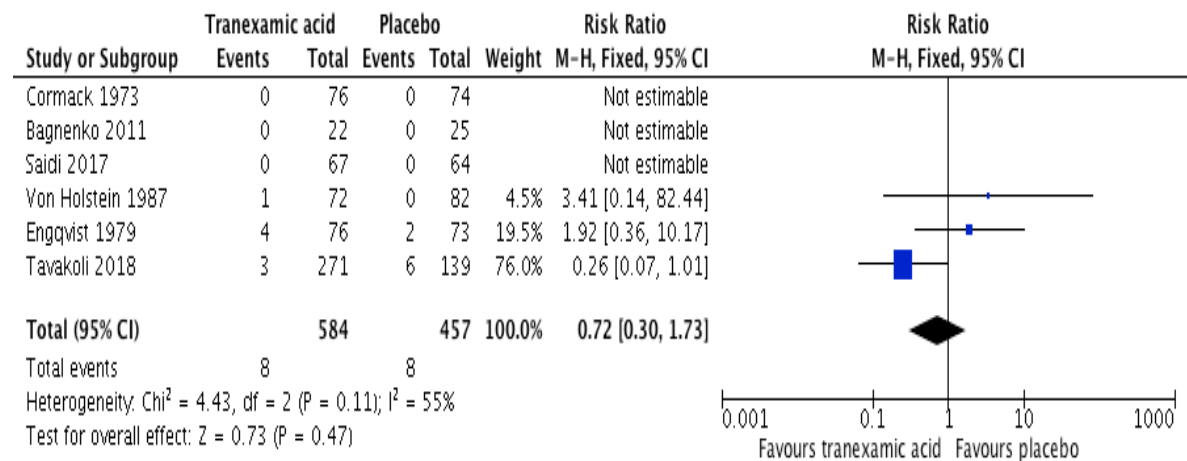 Tranexamic acid Placebo Risk Ratio Risk Ratio
Study or Subgroup Events Total Events Total Weight M-H, Fixed, 95% CI M-H, Fixed, 95% CI
Cormack 1973 0 76 0 74 Not estimable
Bagnenko 2011 0 22 0 25 Not estimable
Saidi 2017 0 67 0 64 Not estimable
Von Holstein 1987 1 72 0 82 4.5% 3.41 [0.14, 82.44]
Engqvist 1979 4 76 2 73 19.5% 1.92 [0.36, 10.17]
Tavakoli 2018 3 271 6 139 76.0% 0.26 [0.07, 1.01]
Total (95% CI) 584 457 100.0% 0.72 [0.30, 1.73]
Total events 8 8
Heterogeneity: Chi² = 4.43, df = 2 (P = 0.11); I² = 55%
Test for overall effect: Z = 0.73 (P = 0.47)
0.001 0.1 1 10 1000
Favours tranexamic acid Favours placebo